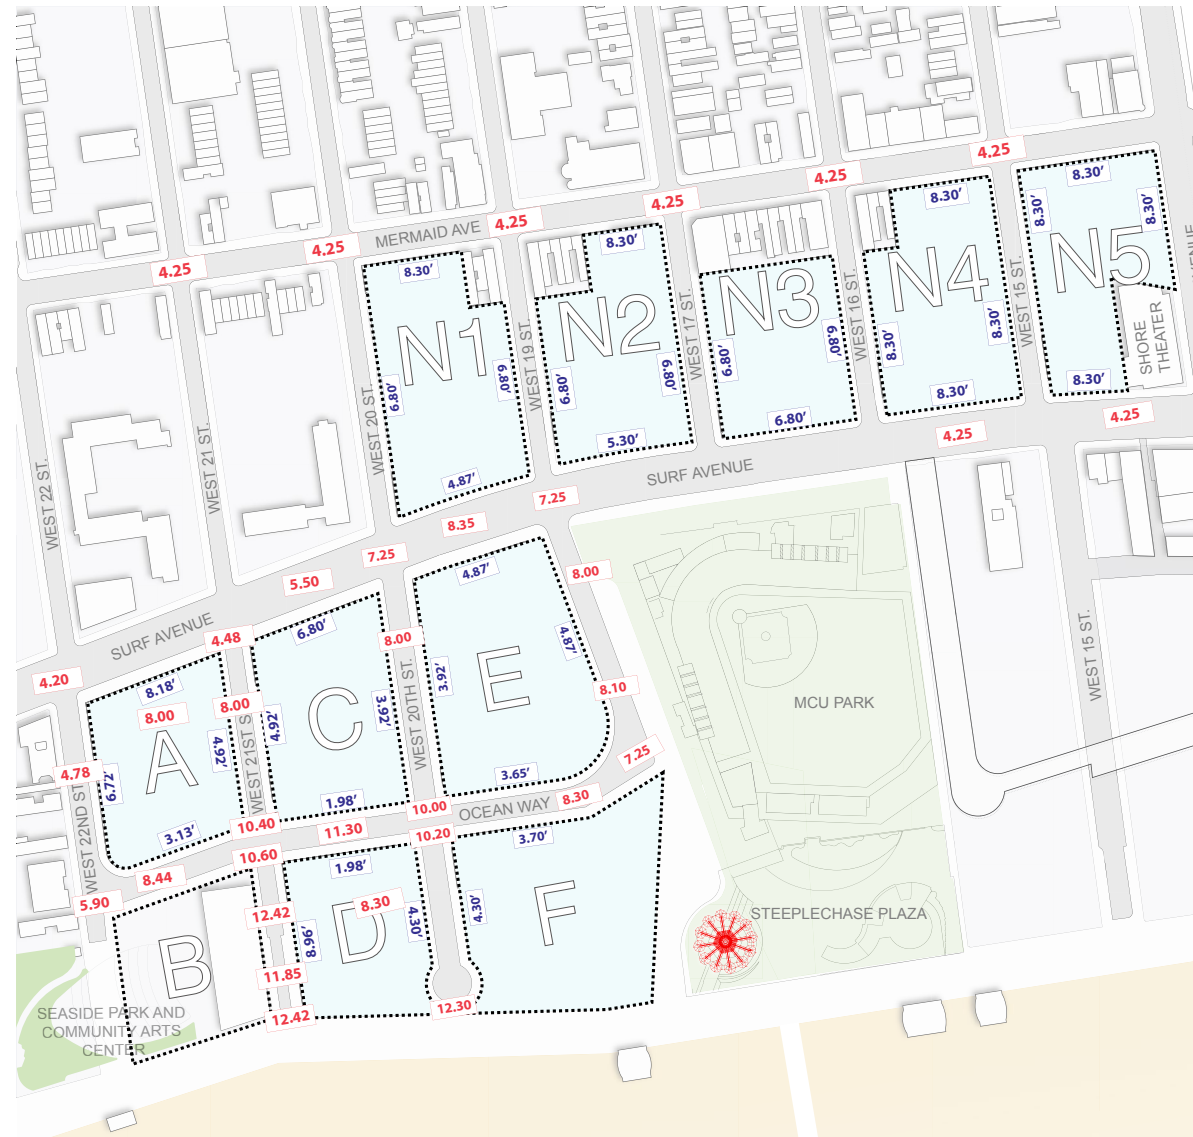 4.25
4.25
4.25
4.25
4.25
4.25
MERMAID AVE
8.30’
8.30’
8.30’
8.30’
8.30’
8.30’
N1
N2
N3
N4
N5
6.80’
6.80’
6.80’
6.80’
6.80’
6.80’
8.30’
8.30’
WEST 20 ST.
WEST 19 ST.
WEST 17 ST.
WEST 16 ST.
WEST 15 ST.
SHORE
THEATER
VENUE
4.87’
5.30’
6.80’
8.30’
8.30’
4.25
4.25
WEST 22 ST.
WEST 21 ST.
SURF AVENUE
7.25
8.35
7.25
5.50
4.48
4.20
SURF AVENUE
8.00
4.87’
4.87’
6.80’
8.18’
8.00
8.00
8.00
A
C
E
6.77’
4.92’
4.92’
3.92’
3.92’
8.10
7.25
4.78
WEST 22ND ST.
WEST 21ST S
WEST 20TH ST.
MCU PARK
WEST 15 ST.
3.13’
1.98’
3.65’
10.40
11.30
10.00
OCEAN WAY
8.30
10.60
10.20
3.70’
8.44
5.90
1.98’
12.42
8.30
8.96’
4.30’
4.30’
B
D
F
STEEPLECHASE PLAZA
11.85
12.42
12.30
SEASIDE PARK AND
COMMUNITY ARTS
CENTER